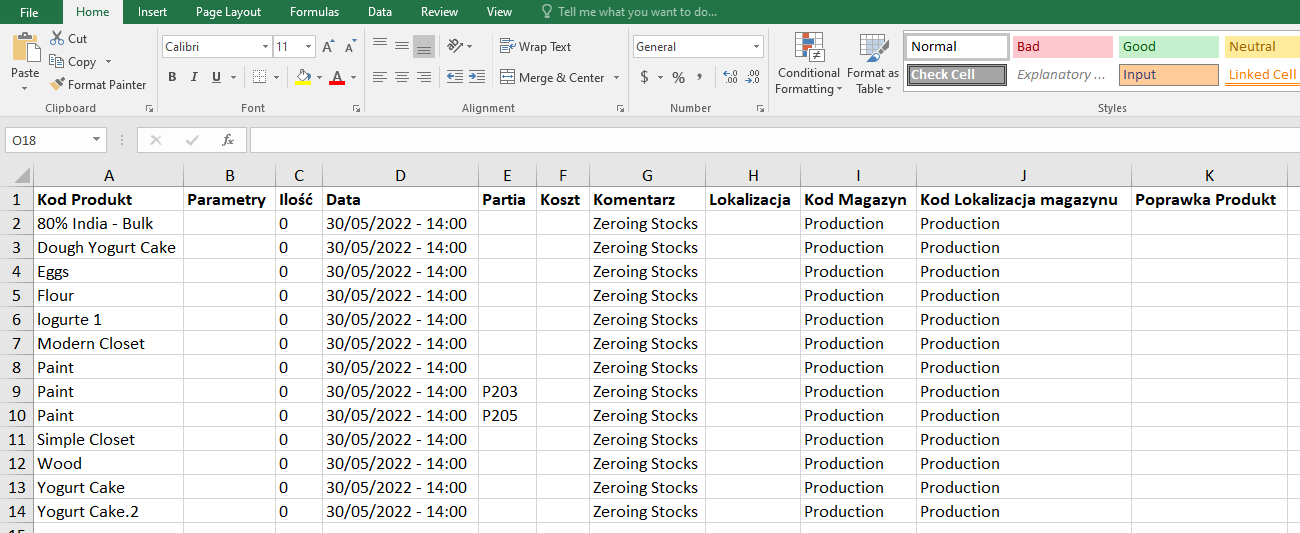 File Home Insert Page Layout Formulas Data Review View Tell me what you want to do...
Paste Cut Copy Format Painter
Clipboard
Calibri 11 A A
B I U A
Font
Wrap Text
Merge & Center
Alignment
General
$ % ,
Number
Conditional Formatting Format as Table
Normal Bad Good Neutral
Check Cell Explanatory ... Input Linked Cell
Styles
O18 fx
A B C D E F G H I J K
1 Kod Produkt Parametry Ilość Data Partia Koszt Komentarz Lokalizacja Kod Magazyn Kod Lokalizacja magazynu Poprawka Produkt
2 80% India - Bulk 0 30/05/2022 - 14:00 Zeroing Stocks Production Production
3 Dough Yogurt Cake 0 30/05/2022 - 14:00 Zeroing Stocks Production Production
4 Eggs 0 30/05/2022 - 14:00 Zeroing Stocks Production Production
5 Flour 0 30/05/2022 - 14:00 Zeroing Stocks Production Production
6 Iogurte 1 0 30/05/2022 - 14:00 Zeroing Stocks Production Production
7 Modern Closet 0 30/05/2022 - 14:00 Zeroing Stocks Production Production
8 Paint 0 30/05/2022 - 14:00 Zeroing Stocks Production Production
9 Paint 0 30/05/2022 - 14:00 P203 Zeroing Stocks Production Production
10 Paint 0 30/05/2022 - 14:00 P205 Zeroing Stocks Production Production
11 Simple Closet 0 30/05/2022 - 14:00 Zeroing Stocks Production Production
12 Wood 0 30/05/2022 - 14:00 Zeroing Stocks Production Production
13 Yogurt Cake 0 30/05/2022 - 14:00 Zeroing Stocks Production Production
14 Yogurt Cake.2 0 30/05/2022 - 14:00 Zeroing Stocks Production Production